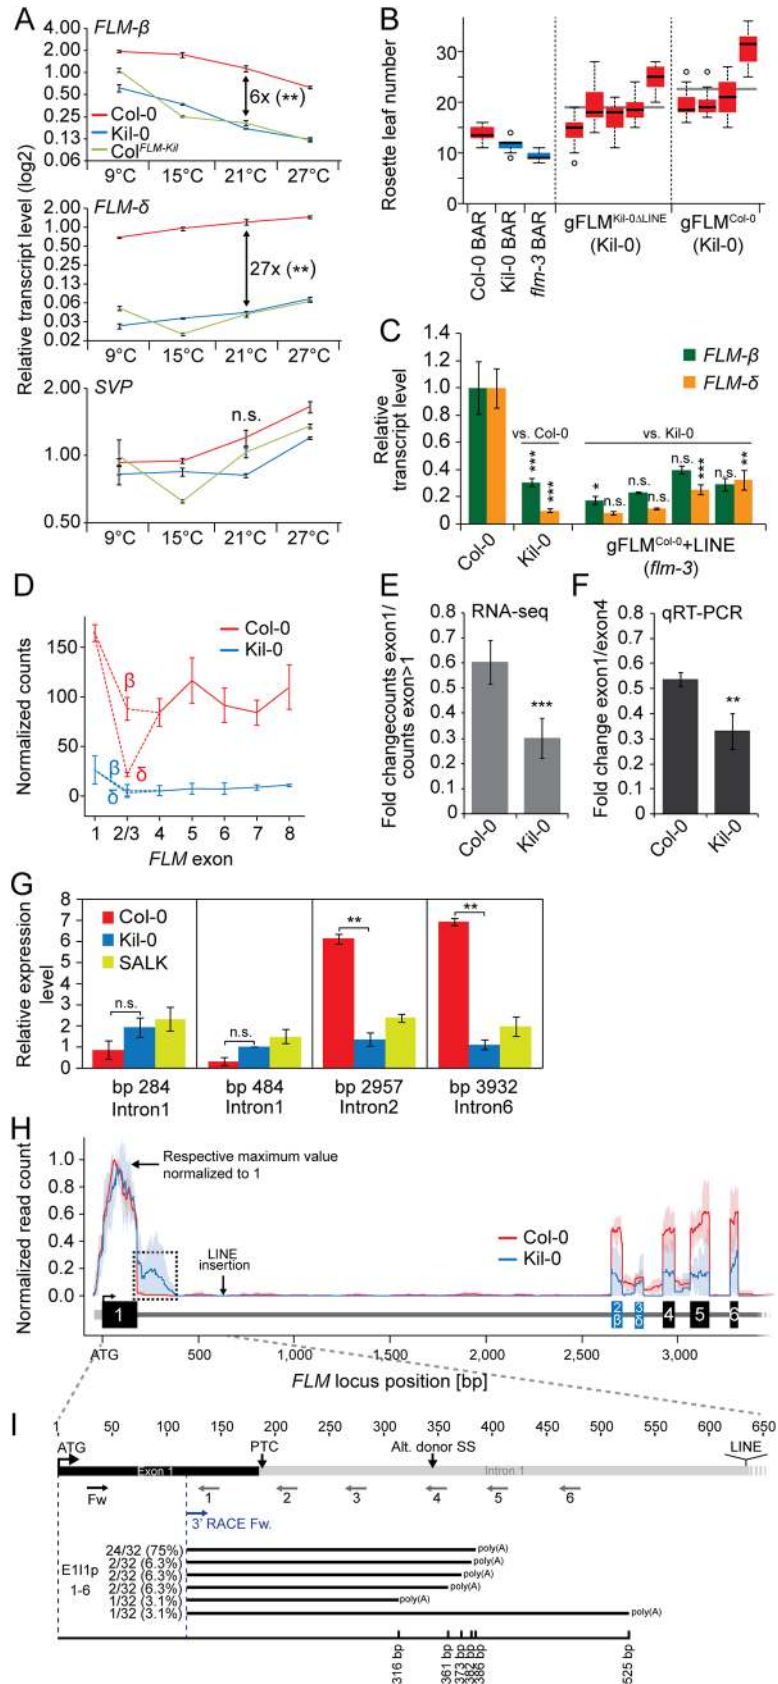 A
FLM-β
4.00
2.00
1.00
0.50
0.25
0.13
0.06
6x (**)
Col-0
Kil-0
Col^FLM-Kil
9°C 15°C 21°C 27°C
Relative transcript level (log2)
FLM-δ
2.00
1.00
0.50
0.25
0.13
0.06
0.03
0.02
27x (**)
9°C 15°C 21°C 27°C
SVP
2.00
1.00
0.50
n.s.
9°C 15°C 21°C 27°C
B
Rosette leaf number
30
20
10
0
Col-0 BAR
Kil-0 BAR
flm-3 BAR
gFLM^Kil-0ΔLINE
(Kil-0)
gFLM^Col-0
(Kil-0)
C
Relative
transcript level
1.4
1.2
1.0
0.8
0.6
0.4
0.2
0
FLM-β
FLM-δ
vs. Col-0
vs. Kil-0
*** *** * n.s. n.s. n.s. n.s. *** n.s. **
Col-0
Kil-0
gFLM^Col-0+LINE
(flm-3)
D
Normalized counts
150
100
50
0
Col-0
Kil-0
β
δ
β
δ
1 2/3 4 5 6 7 8
FLM exon
E
RNA-seq
Fold changecounts exon1/
counts exon>1
0.8
0.7
0.6
0.5
0.4
0.3
0.2
0.1
0
***
Col-0
Kil-0
F
qRT-PCR
Fold change exon1/exon4
0.8
0.7
0.6
0.5
0.4
0.3
0.2
0.1
0
**
Col-0
Kil-0
G
Relative expression
level
8
7
6
5
4
3
2
1
0
Col-0
Kil-0
SALK
n.s.
n.s.
**
**
bp 284
Intron1
bp 484
Intron1
bp 2957
Intron2
bp 3932
Intron6
H
Normalized read count
1.0
0.8
0.6
0.4
0.2
0.0
Respective maximum value
normalized to 1
LINE
insertion
Col-0
Kil-0
1 2 β 3 δ 4 5 6
ATG 500 1,000 1,500 2,000 2,500 3,000
FLM locus position [bp]
I
1 50 100 150 200 250 300 350 400 450 500 550 600 650
ATG PTC Alt. donor SS LINE
Exon 1 Intron 1
Fw 1 2 3 4 5 6
3' RACE Fw.
E1I1p
1-6
24/32 (75%) poly(A)
2/32 (6.3%) poly(A)
2/32 (6.3%) poly(A)
2/32 (6.3%) poly(A)
1/32 (3.1%) poly(A)
1/32 (3.1%) poly(A)
316 bp
361 bp
373 bp
382 bp
386 bp
525 bp